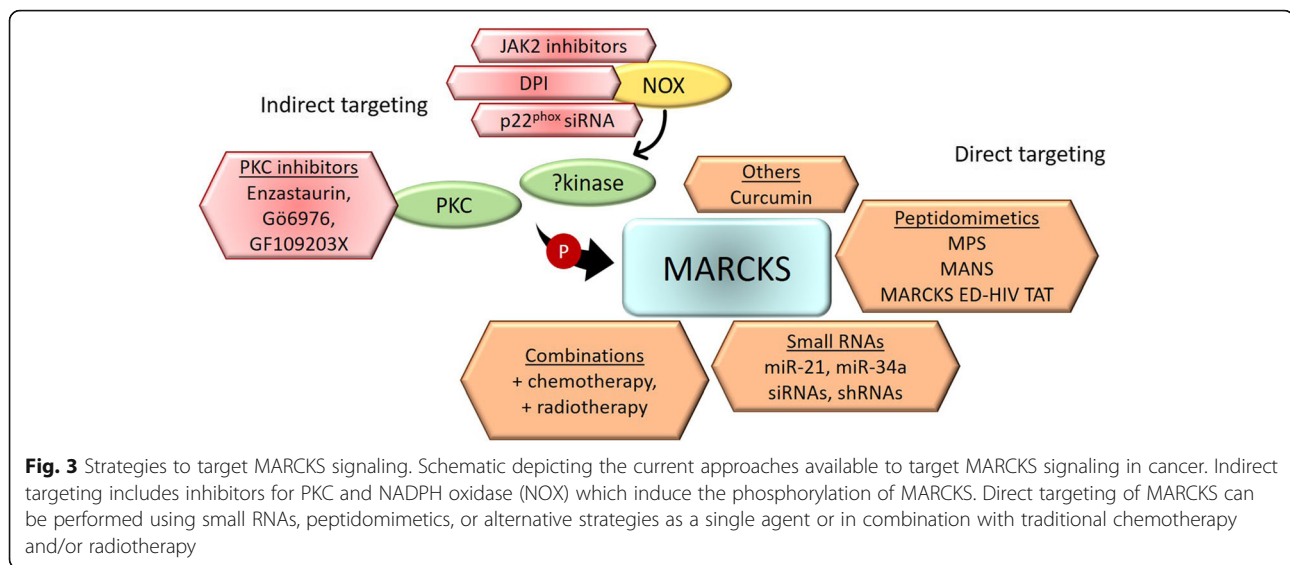 JAK2 inhibitors
DPI
NOX
p22phox siRNA
Indirect targeting
Direct targeting
PKC inhibitors
Enzastaurin,
Gö6976,
GF109203X
PKC
?kinase
P
MARCKS
Others
Curcumin
Peptidomimetics
MPS
MANS
MARCKS ED-HIV TAT
Combinations
+ chemotherapy,
+ radiotherapy
Small RNAs
miR-21, miR-34a
siRNAs, shRNAs
Fig. 3 Strategies to target MARCKS signaling. Schematic depicting the current approaches available to target MARCKS signaling in cancer. Indirect
targeting includes inhibitors for PKC and NADPH oxidase (NOX) which induce the phosphorylation of MARCKS. Direct targeting of MARCKS can
be performed using small RNAs, peptidomimetics, or alternative strategies as a single agent or in combination with traditional chemotherapy
and/or radiotherapy